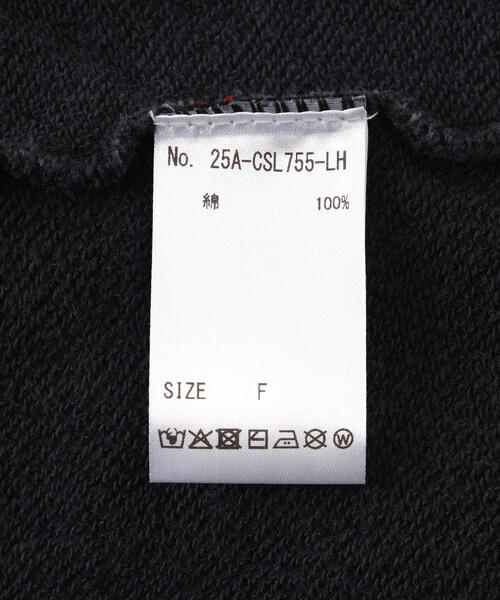 No. 25A-CSL755-LH
綿 100%
SIZE F
W